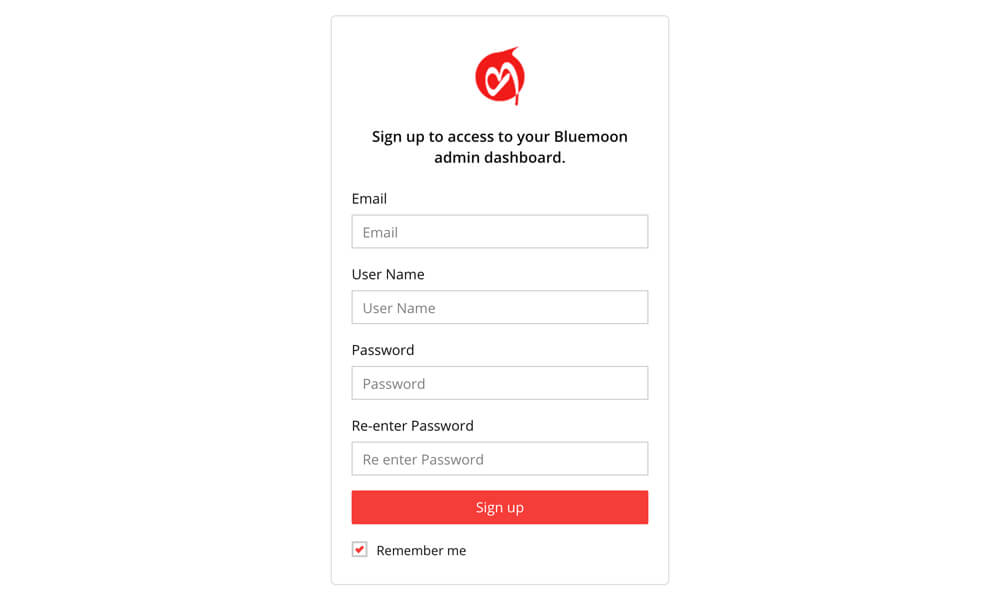 Sign up to access to your Bluemoon
admin dashboard.
Email
Email
User Name
User Name
Password
Password
Re-enter Password
Re enter Password
Sign up
Remember me